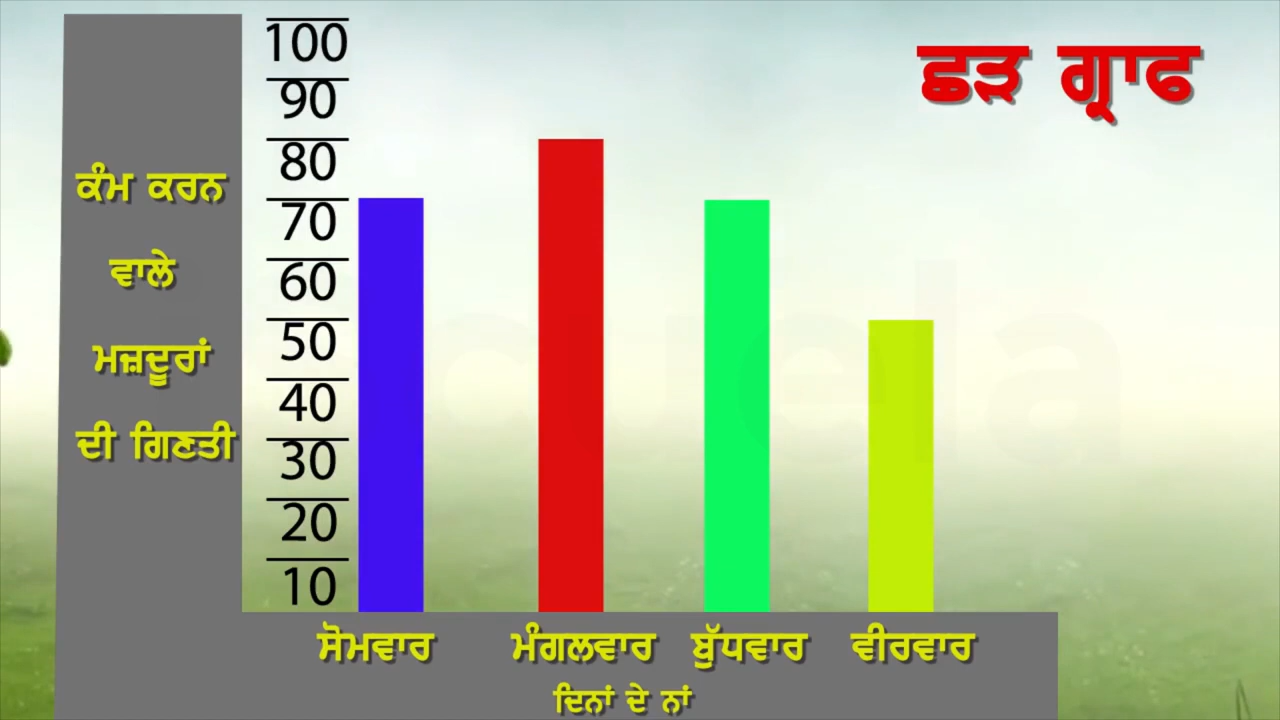 ਛੜ ਗ੍ਰਾਫ
100
90
80
70
60
50
40
30
20
10
ਕੰਮ ਕਰਨ
ਵਾਲੇ
ਮਜ਼ਦੂਰਾਂ
ਦੀ ਗਿਣਤੀ
ਸੋਮਵਾਰ ਮੰਗਲਵਾਰ ਬੁੱਧਵਾਰ ਵੀਰਵਾਰ
ਦਿਨਾਂ ਦੇ ਨਾਂ